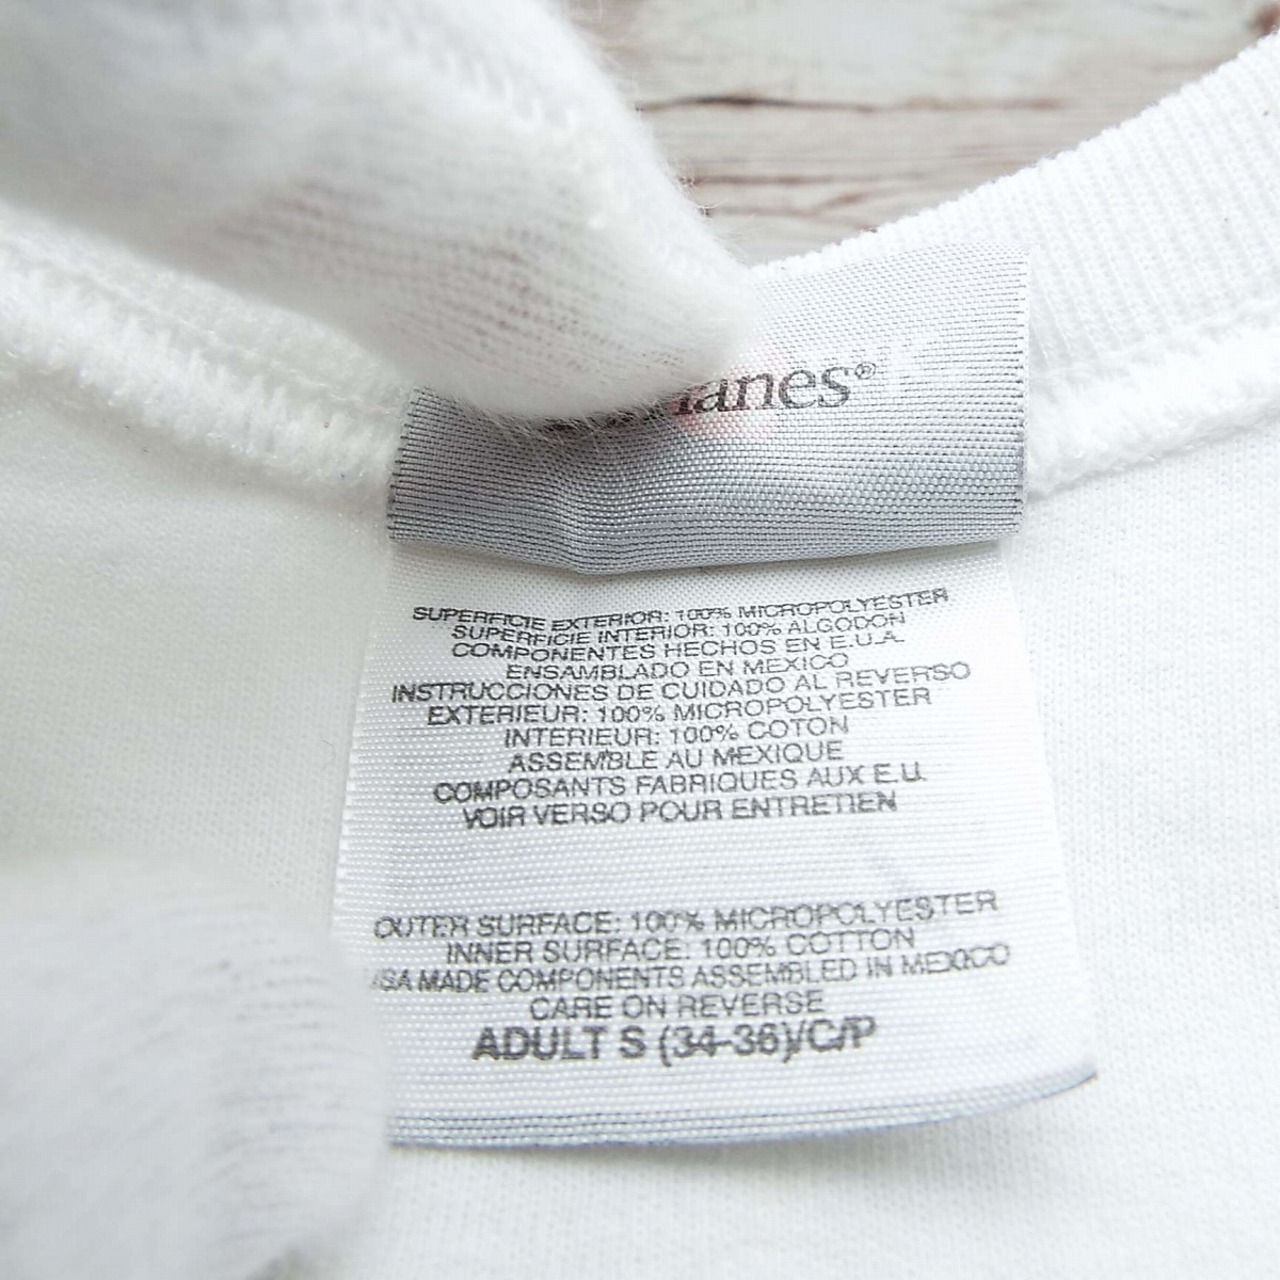 anes®
SUPERFICIE EXTERIOR: 100% MICROPOLYESTER
SUPERFICIE INTERIOR: 100% ALGODON
COMPONENTES HECHOS EN E.U.A.
ENSAMBLADO EN MEXICO
INSTRUCCIONES DE CUIDADO AL REVERSO
EXTERIEUR: 100% MICROPOLYESTER
INTERIEUR: 100% COTON
ASSEMBLE AU MEXIQUE
COMPOSANTS FABRIQUES AUX E.U.
VOIR VERSO POUR ENTRETIEN
OUTER SURFACE: 100% MICROPOLYESTER
INNER SURFACE: 100% COTTON
USA MADE COMPONENTS ASSEMBLED IN MEXICO
CARE ON REVERSE
ADULT S (34-36)/C/P